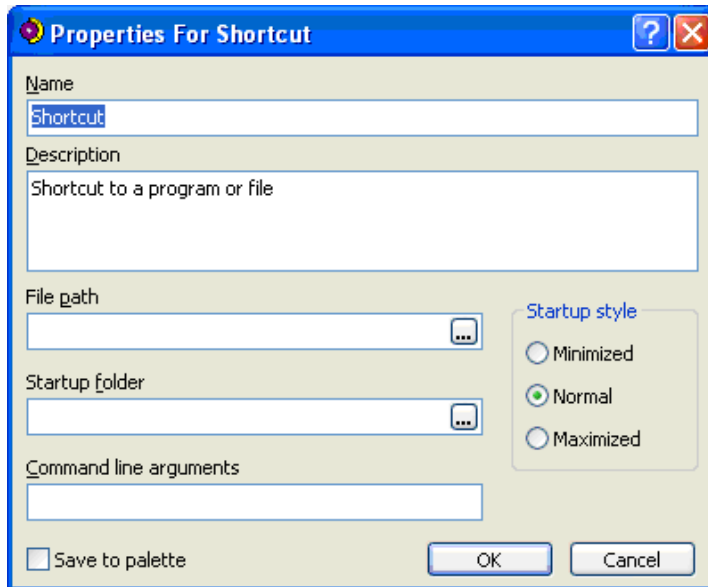 Properties For Shortcut
Name
Shortcut
Description
Shortcut to a program or file
File path
...
Startup folder
...
Command line arguments
Startup style
Minimized
Normal
Maximized
Save to palette
OK
Cancel